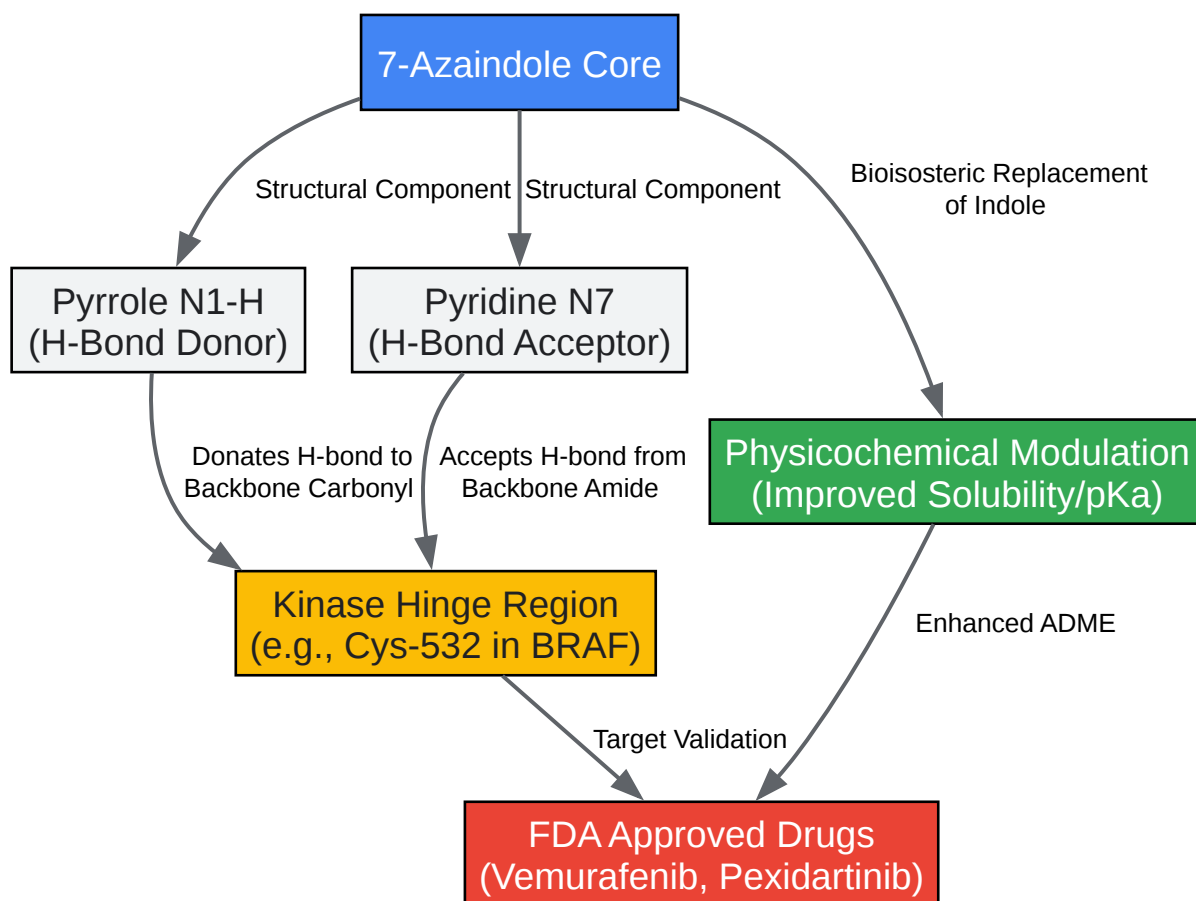 7-Azaindole Core
Structural Component
Structural Component
Bioisosteric Replacement
of Indole
Pyrrole N1-H
(H-Bond Donor)
Pyridine N7
(H-Bond Acceptor)
Donates H-bond to
Backbone Carbonyl
Accepts H-bond from
Backbone Amide
Physicochemical Modulation
(Improved Solubility/pKa)
Kinase Hinge Region
(e.g., Cys-532 in BRAF)
Enhanced ADME
Target Validation
FDA Approved Drugs
(Vemurafenib, Pexidartinib)